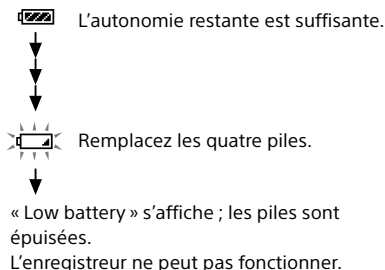 L'autonomie restante est suffisante.
Remplacez les quatre piles.
« Low battery » s'affiche ; les piles sont
épuisées.
L'enregistreur ne peut pas fonctionner.